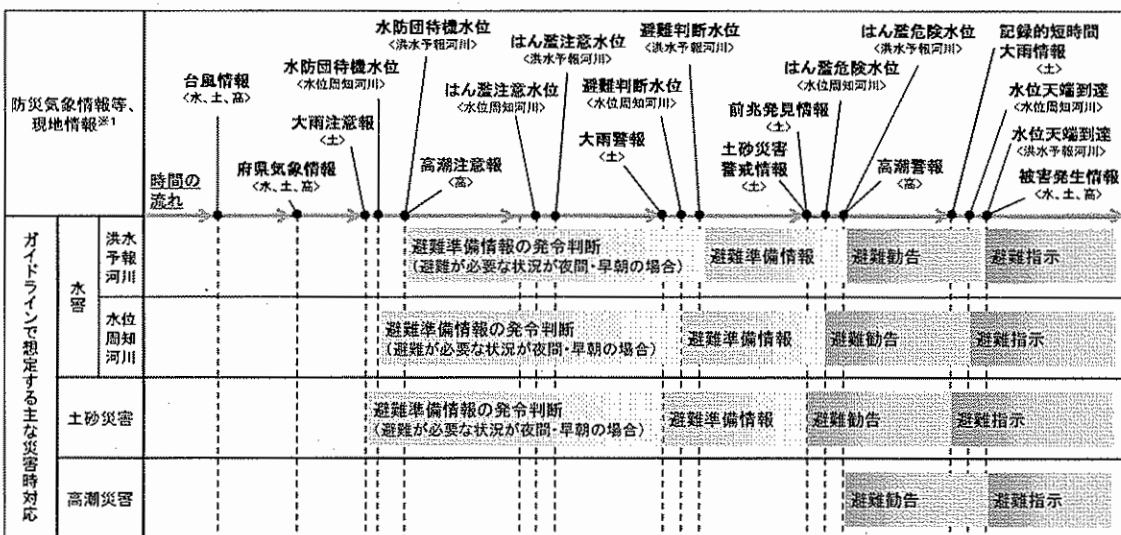 防災気象情報等、
現地情報※1
時間の
流れ
台風情報
<水、土、高>
府県気象情報
<水、土、高>
大雨注意報
<土>
水防団待機水位
<水位周知河川>
水防団待機水位
<洪水予報河川>
高潮注意報
<高>
はん濫注意水位
<水位周知河川>
はん濫注意水位
<洪水予報河川>
大雨警報
<土>
避難判断水位
<水位周知河川>
避難判断水位
<洪水予報河川>
前兆発見情報
<土>
土砂災害
警戒情報
<土>
はん濫危険水位
<水位周知河川>
はん濫危険水位
<洪水予報河川>
高潮警報
<高>
記録的短時間
大雨情報
<土>
水位天端到達
<水位周知河川>
水位天端到達
<洪水予報河川>
被害発生情報
<水、土、高>
ガイドラインで想定する主な災害時対応
水害
洪水
予報
河川
避難準備情報の発令判断
(避難が必要な状況が夜間・早朝の場合)
避難準備情報
避難勧告
避難指示
水位
周知
河川
避難準備情報の発令判断
(避難が必要な状況が夜間・早朝の場合)
避難準備情報
避難勧告
避難指示
土砂災害
避難準備情報の発令判断
(避難が必要な状況が夜間・早朝の場合)
避難準備情報
避難勧告
避難指示
高潮災害
避難勧告
避難指示